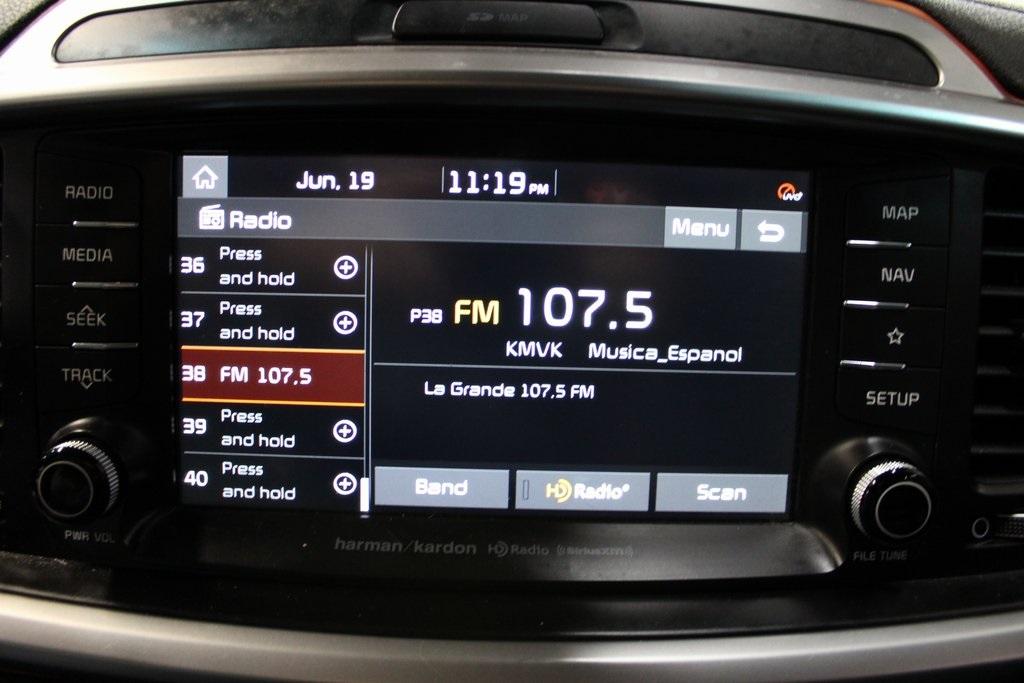 SD MAP
RADIO
MEDIA
SEEK
TRACK
PWR VOL
Jun, 19 11:19 PM
uvo
Radio
Menu
36 Press
and hold
37 Press
and hold
38 FM 107.5
39 Press
and hold
40 Press
and hold
P38 FM 107.5
KMVK Musica_Espanol
La Grande 107.5 FM
Band
HD Radio
Scan
harman/kardon HD Radio SiriusXM
MAP
NAV
SETUP
FILE TUNE